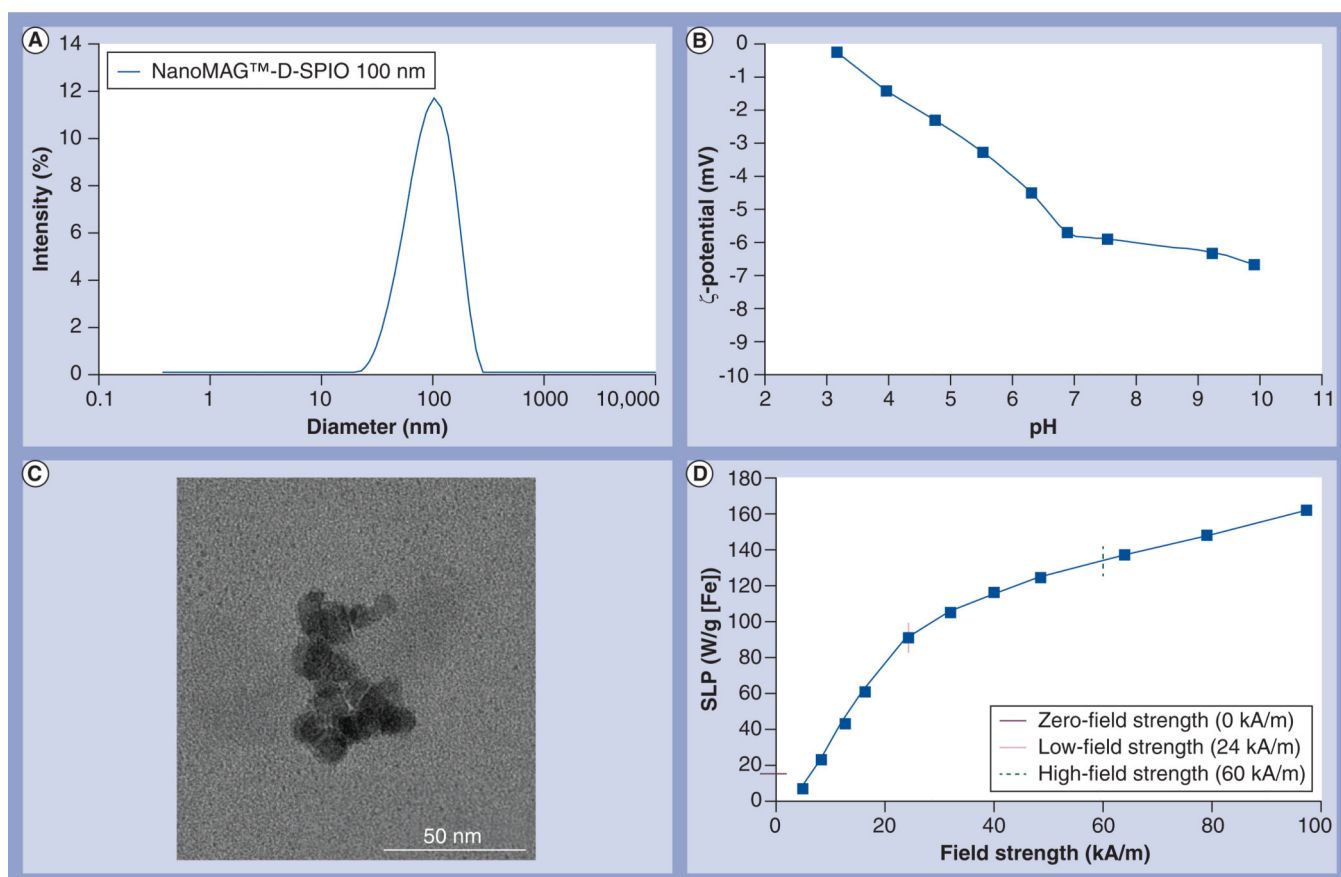 A
14
12
10
8
6
4
2
0
Intensity (%)
NanoMAG™-D-SPIO 100 nm
0.1 1 10 100 1000 10,000
Diameter (nm)
B
0
-1
-2
-3
-4
-5
-6
-7
-8
-9
-10
ζ-potential (mV)
2 3 4 5 6 7 8 9 10 11
pH
C
50 nm
D
180
160
140
120
100
80
60
40
20
0
SLP (W/g [Fe])
Zero-field strength (0 kA/m)
Low-field strength (24 kA/m)
High-field strength (60 kA/m)
0 20 40 60 80 100
Field strength (kA/m)